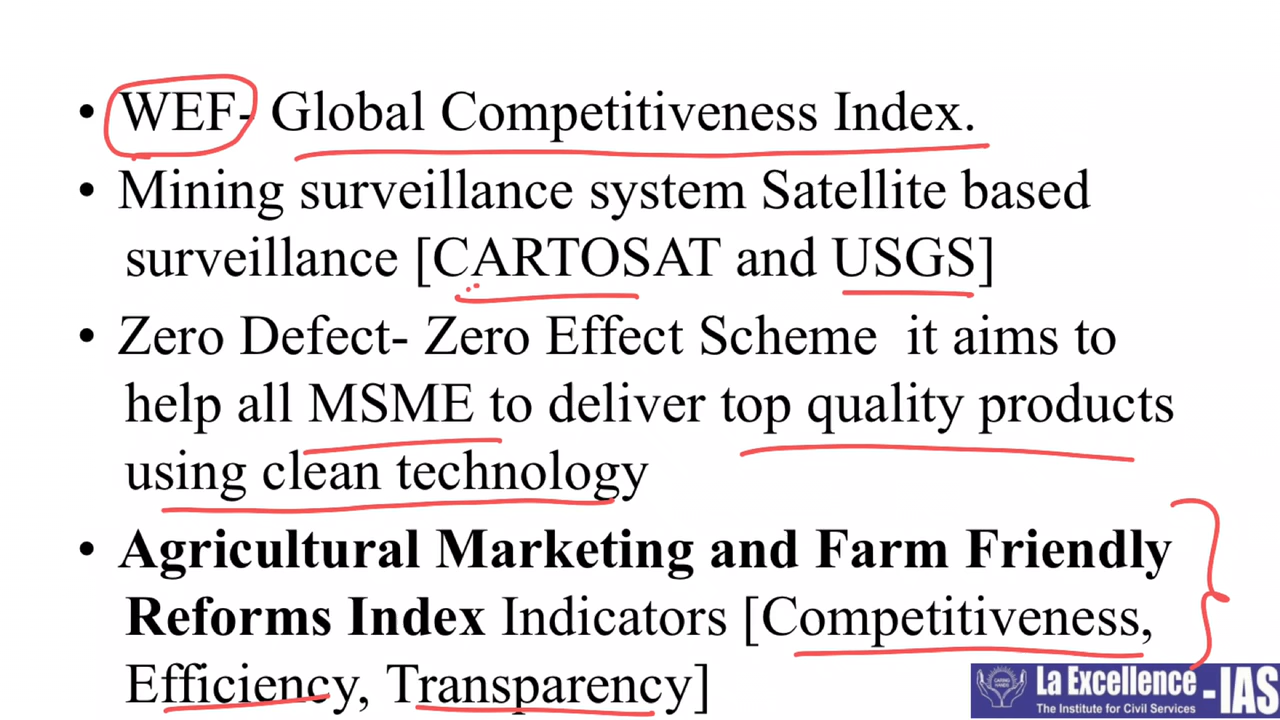 • WEF- Global Competitiveness Index.
• Mining surveillance system Satellite based
surveillance [CARTOSAT and USGS]
• Zero Defect- Zero Effect Scheme it aims to
help all MSME to deliver top quality products
using clean technology
• Agricultural Marketing and Farm Friendly
Reforms Index Indicators [Competitiveness,
Efficiency, Transparency]
CARING HANDS
La Excellence -IAS
The Institute for Civil Services